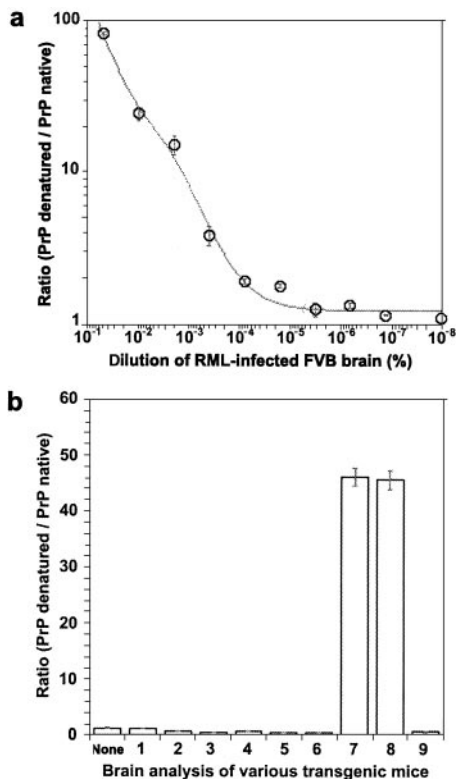 a
Ratio (PrP denatured / PrP native)
100
10
1
10⁻¹ 10⁻² 10⁻³ 10⁻⁴ 10⁻⁵ 10⁻⁶ 10⁻⁷ 10⁻⁸
Dilution of RML-infected FVB brain (%)
b
Ratio (PrP denatured / PrP native)
60
50
40
30
20
10
0
None 1 2 3 4 5 6 7 8 9
Brain analysis of various transgenic mice